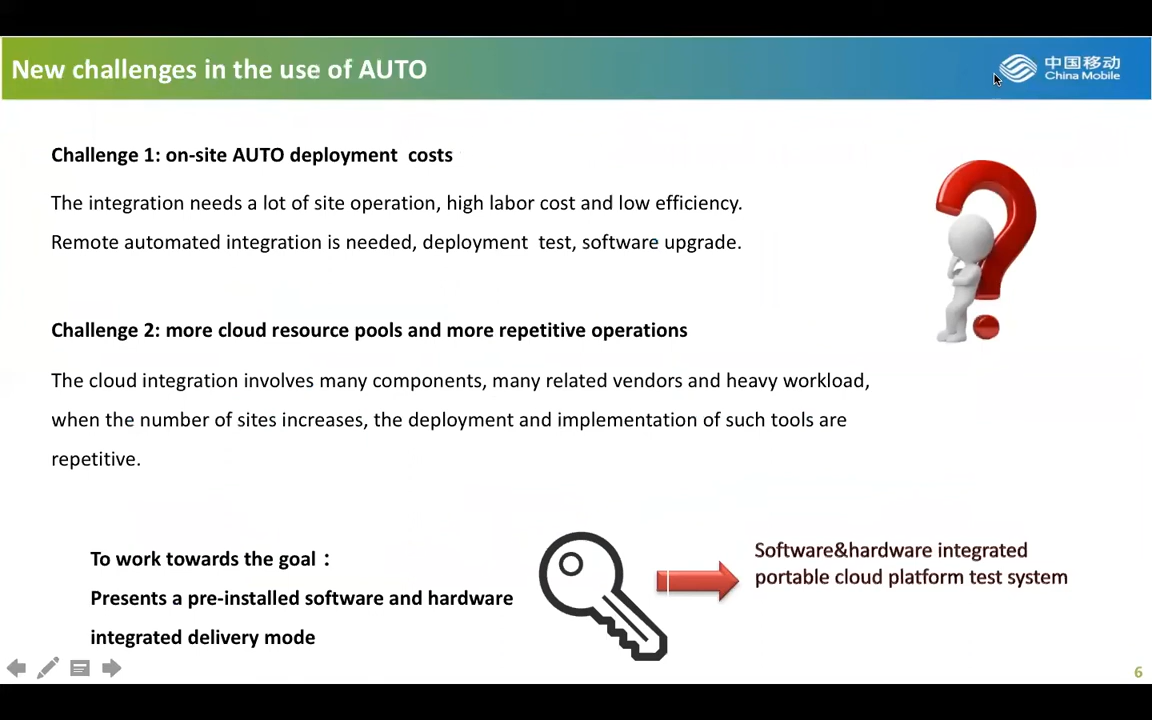 New challenges in the use of AUTO
中国移动
China Mobile
Challenge 1: on-site AUTO deployment costs
The integration needs a lot of site operation, high labor cost and low efficiency.
Remote automated integration is needed, deployment test, software upgrade.
Challenge 2: more cloud resource pools and more repetitive operations
The cloud integration involves many components, many related vendors and heavy workload,
when the number of sites increases, the deployment and implementation of such tools are
repetitive.
To work towards the goal：
Presents a pre-installed software and hardware
integrated delivery mode
Software&hardware integrated
portable cloud platform test system
6